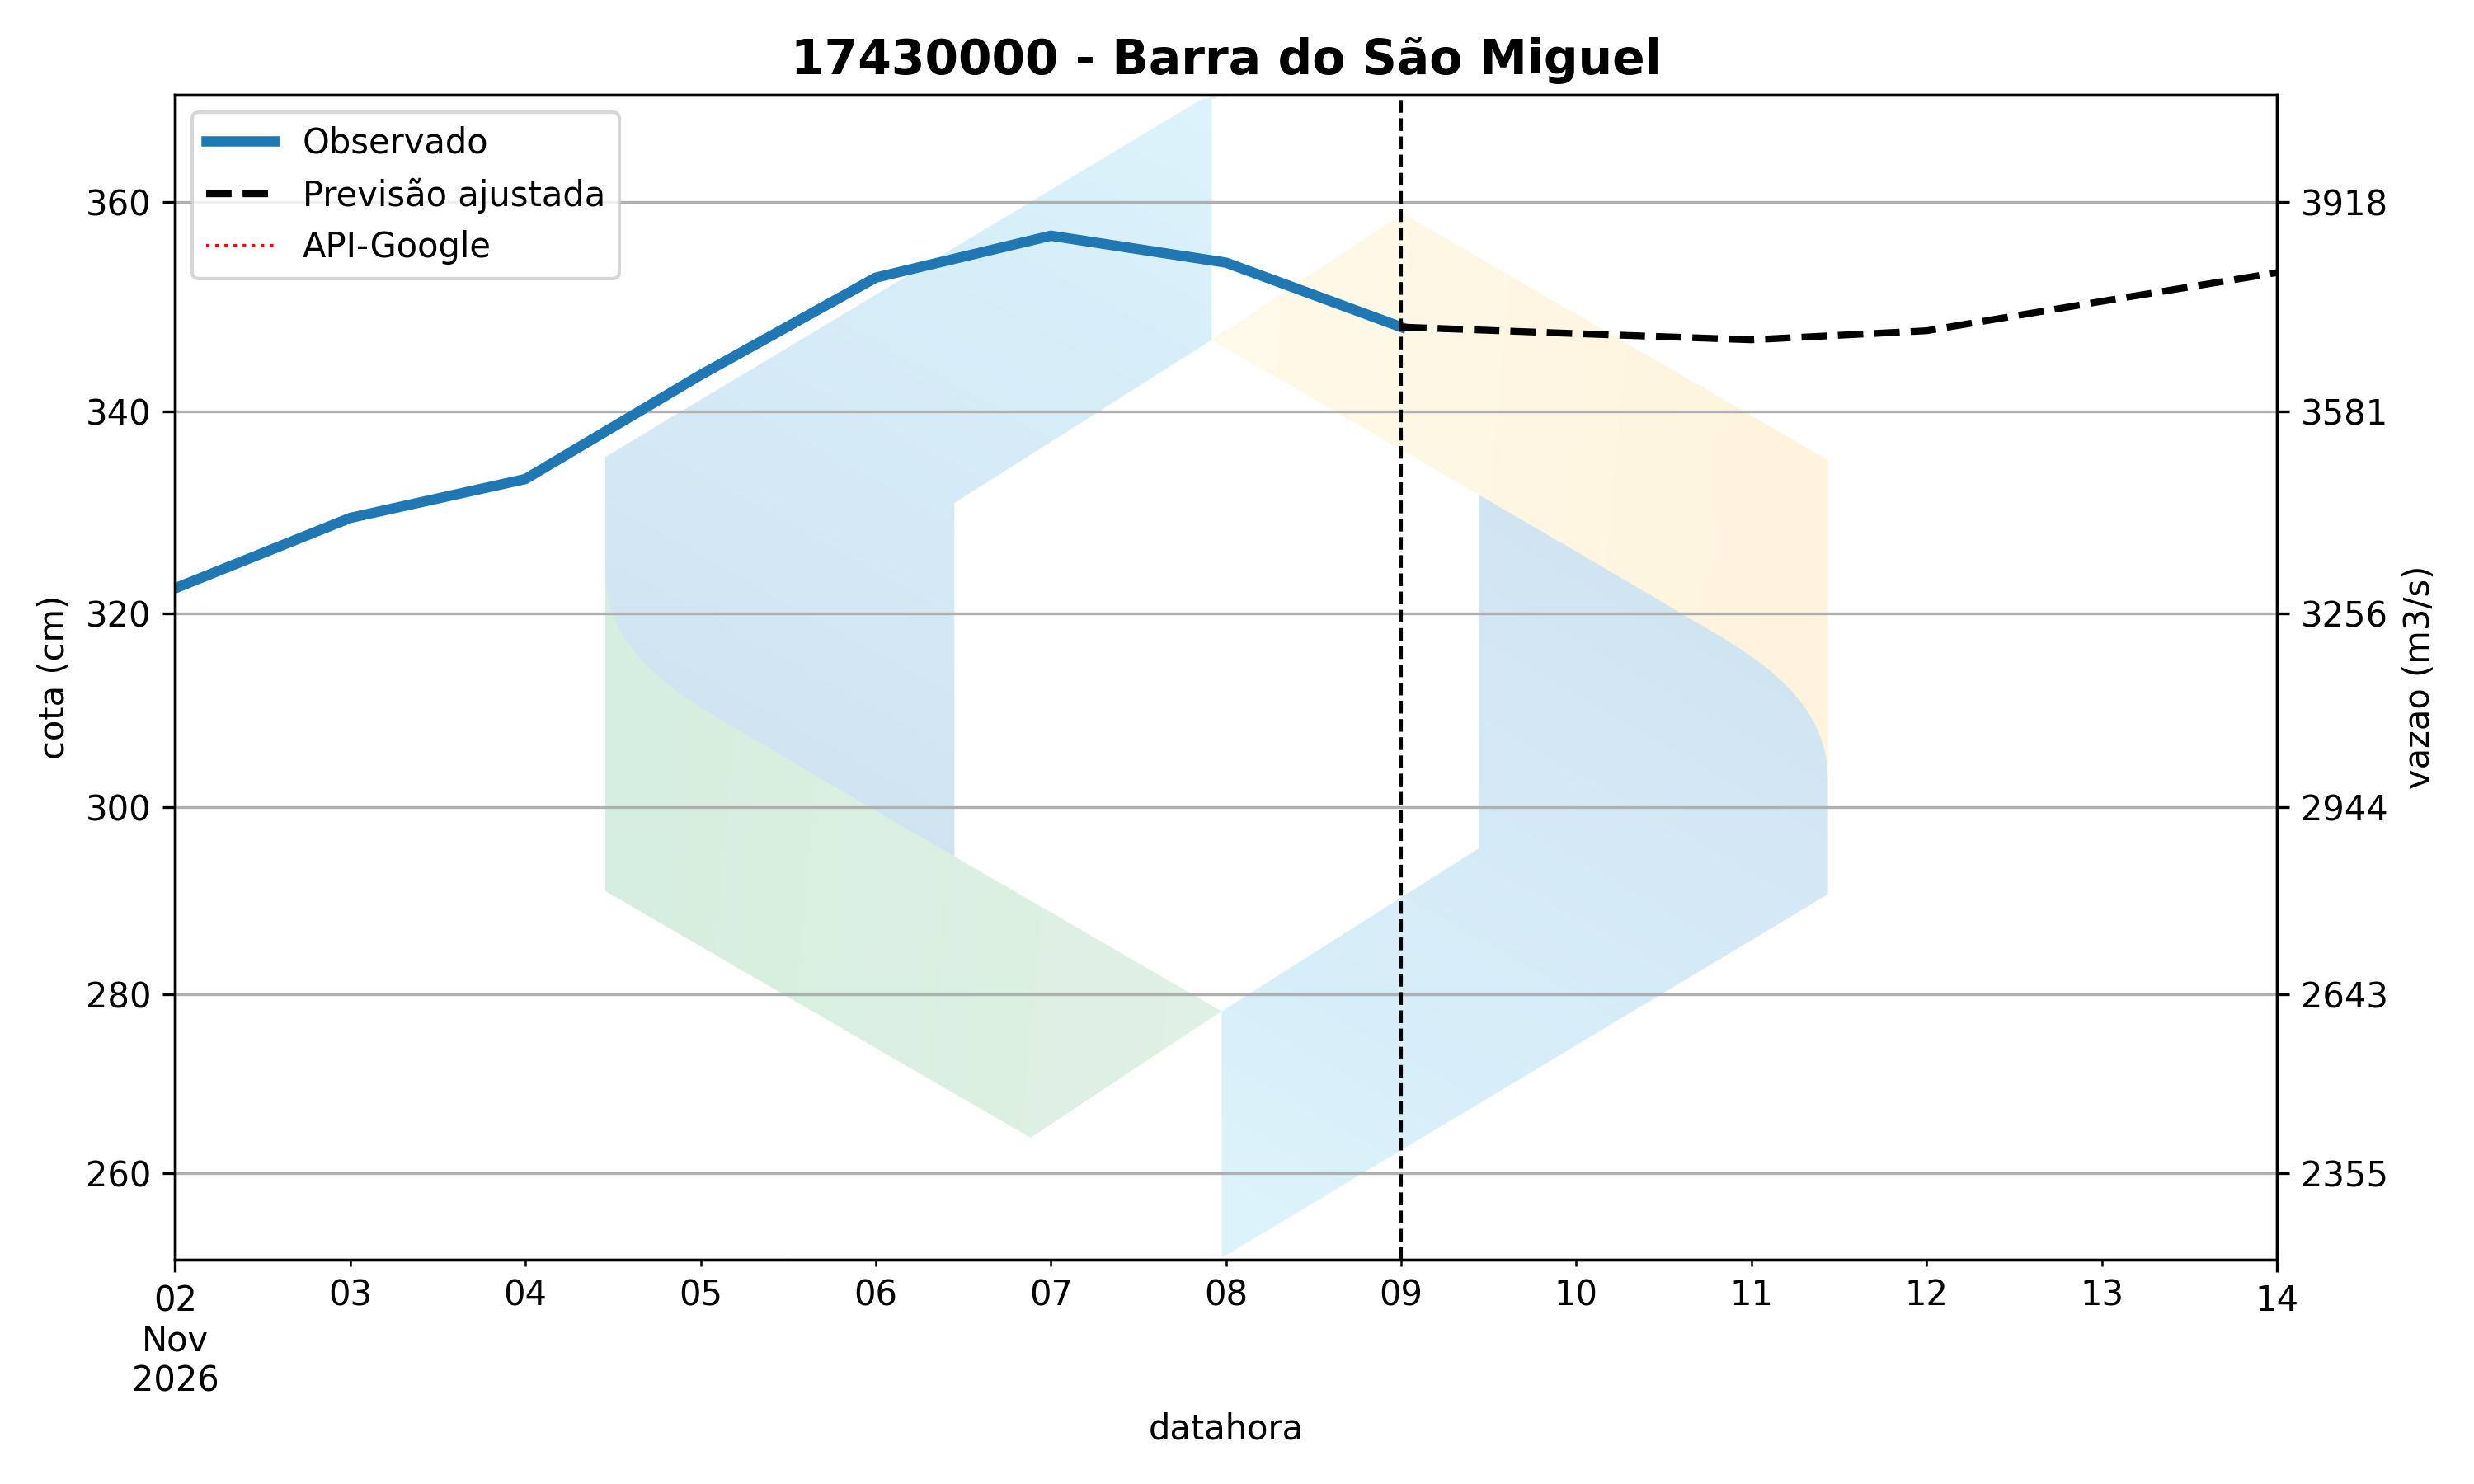 17430000 - Barra do São Miguel
Observado
Previsão ajustada
API-Google
360
340
320
300
280
260
cota (cm)
3918
3581
3256
2944
2643
2355
vazao (m3/s)
02 03 04 05 06 07 08 09 10 11 12 13 14
Nov
2026
datahora